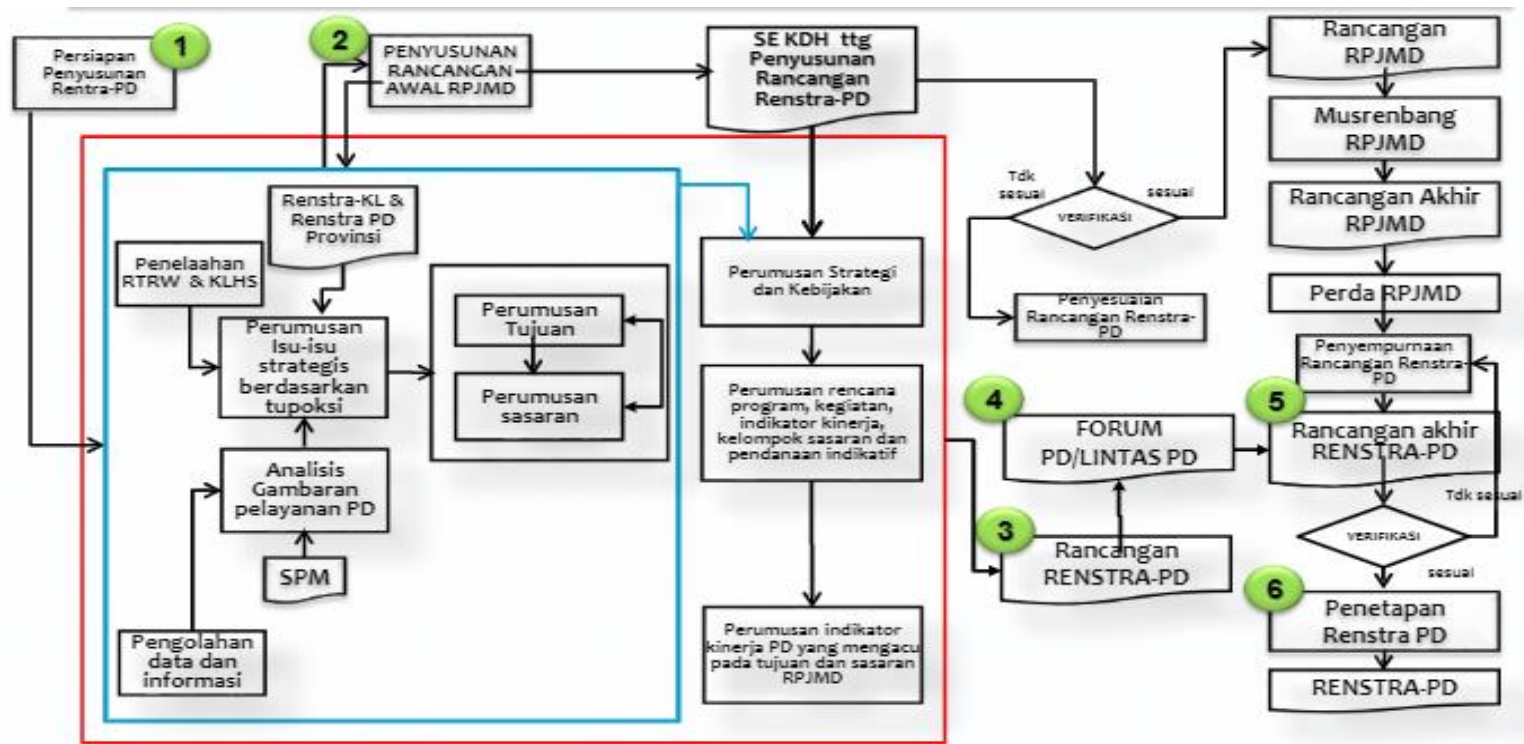 1
Persiapan
Penyusunan
Rentra-PD
2
PENYUSUNAN
RANCANGAN
AWAL RPJMD
SE KDH ttg
Penyusunan
Rancangan
Renstra-PD
Rancangan
RPJMD
Musrenbang
RPJMD
Rancangan Akhir
RPJMD
Perda RPJMD
Penyempurnaan
Rancangan Renstra-
PD
Tdk
sesuai
sesuai
VERIFIKASI
Penyesuaian
Rancangan Renstra-
PD
Renstra-KL &
Renstra PD
Provinsi
Penelaahan
RTRW & KLHS
Perumusan
Isu-isu
strategis
berdasarkan
tupoksi
Perumusan
Tujuan
Perumusan
sasaran
Analisis
Gambaran
pelayanan PD
SPM
Pengolahan
data dan
informasi
Perumusan Strategi
dan Kebijakan
Perumusan rencana
program, kegiatan,
indikator kinerja,
kelompok sasaran dan
pendanaan indikatif
Perumusan indikator
kinerja PD yang mengacu
pada tujuan dan sasaran
RPJMD
3
Rancangan
RENSTRA-PD
4
FORUM
PD/LINTAS PD
5
Rancangan akhir
RENSTRA-PD
Tdk sesuai
VERIFIKASI
sesuai
6
Penetapan
Renstra PD
RENSTRA-PD